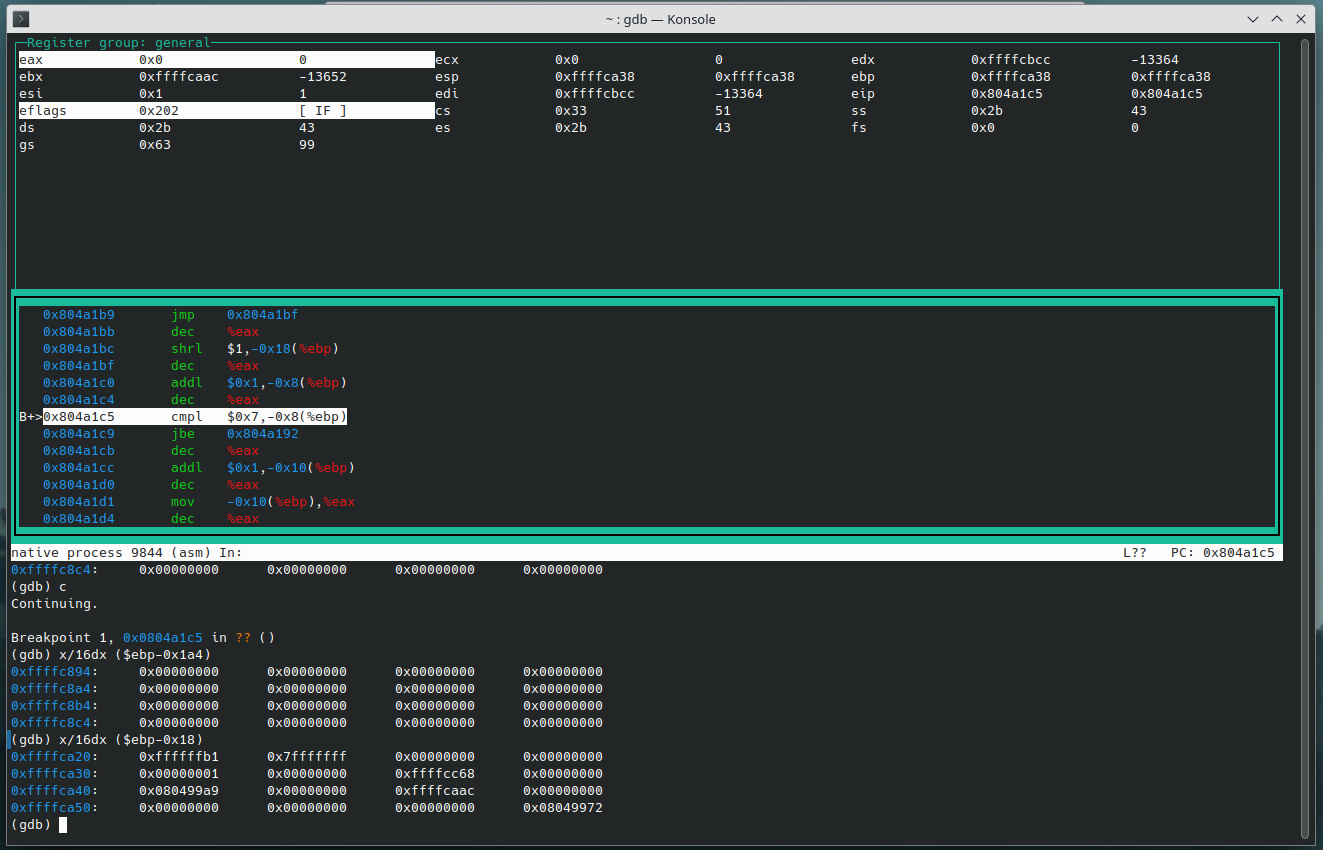 ~ : gdb — Konsole
Register group: general
eax 0x0 0 ecx 0x0 0 edx 0xffffcbcc -13364
ebx 0xffffcaac -13652 esp 0xffffca38 0xffffca38 ebp 0xffffca38 0xffffca38
esi 0x1 1 edi 0xffffcbcc -13364 eip 0x804a1c5 0x804a1c5
eflags 0x202 [ IF ] cs 0x33 51 ss 0x2b 43
ds 0x2b 43 es 0x2b 43 fs 0x0 0
gs 0x63 99
0x804a1b9 jmp 0x804a1bf
0x804a1bb dec %eax
0x804a1bc shrl $1,-0x18(%ebp)
0x804a1bf dec %eax
0x804a1c0 addl $0x1,-0x8(%ebp)
0x804a1c4 dec %eax
B+>0x804a1c5 cmpl $0x7,-0x8(%ebp)
0x804a1c9 jbe 0x804a192
0x804a1cb dec %eax
0x804a1cc addl $0x1,-0x10(%ebp)
0x804a1d0 dec %eax
0x804a1d1 mov -0x10(%ebp),%eax
0x804a1d4 dec %eax
native process 9844 (asm) In: L?? PC: 0x804a1c5
0xffffc8c4: 0x00000000 0x00000000 0x00000000 0x00000000
(gdb) c
Continuing.
Breakpoint 1, 0x0804a1c5 in ?? ()
(gdb) x/16dx ($ebp-0x1a4)
0xffffc894: 0x00000000 0x00000000 0x00000000 0x00000000
0xffffc8a4: 0x00000000 0x00000000 0x00000000 0x00000000
0xffffc8b4: 0x00000000 0x00000000 0x00000000 0x00000000
0xffffc8c4: 0x00000000 0x00000000 0x00000000 0x00000000
(gdb) x/16dx ($ebp-0x18)
0xffffca20: 0xffffffb1 0x7fffffff 0x00000000 0x00000000
0xffffca30: 0x00000001 0x00000000 0xffffcc68 0x00000000
0xffffca40: 0x080499a9 0x00000000 0xffffcaac 0x00000000
0xffffca50: 0x00000000 0x00000000 0x00000000 0x08049972
(gdb)